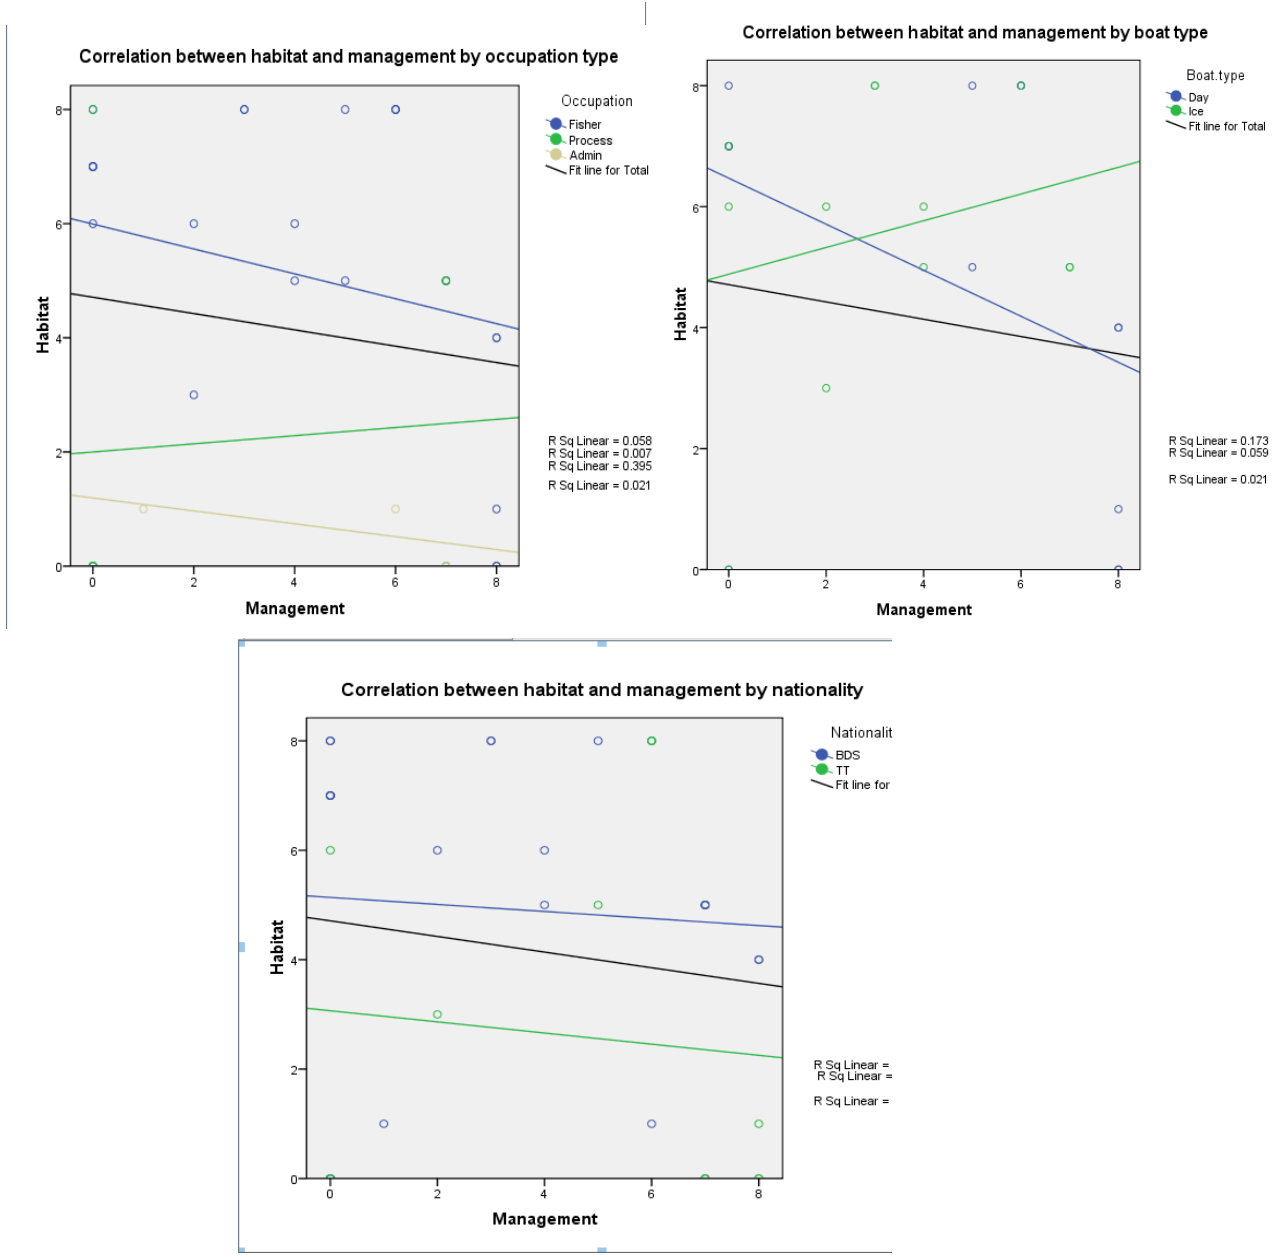 Correlation between habitat and management by occupation type
Occupation
Fisher
Process
Admin
Fit line for Total
8
6
4
2
0
Habitat
R Sq Linear = 0.058
R Sq Linear = 0.007
R Sq Linear = 0.395
R Sq Linear = 0.021
0 2 4 6 8
Management
Correlation between habitat and management by boat type
Boat.type
Day
Ice
Fit line for Total
8
6
4
2
0
Habitat
R Sq Linear = 0.173
R Sq Linear = 0.059
R Sq Linear = 0.021
0 2 4 6 8
Management
Correlation between habitat and management by nationality
Nationalit
BDS
TT
Fit line for
8
6
4
2
0
Habitat
R Sq Linear =
R Sq Linear =
R Sq Linear =
0 2 4 6 8
Management